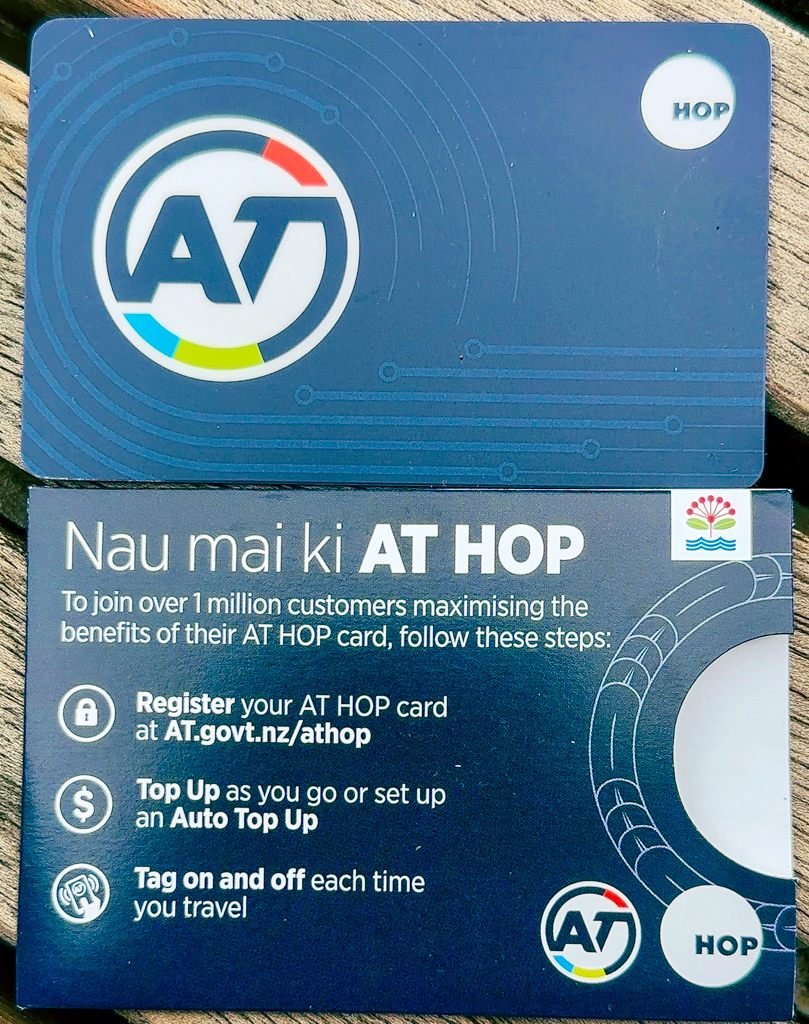 AT
HOP
Nau mai ki AT HOP
To join over 1 million customers maximising the
benefits of their AT HOP card, follow these steps:
Register your AT HOP card
at AT.govt.nz/athop
$
Top Up as you go or set up
an Auto Top Up
Tag on and off each time
you travel
AT
HOP